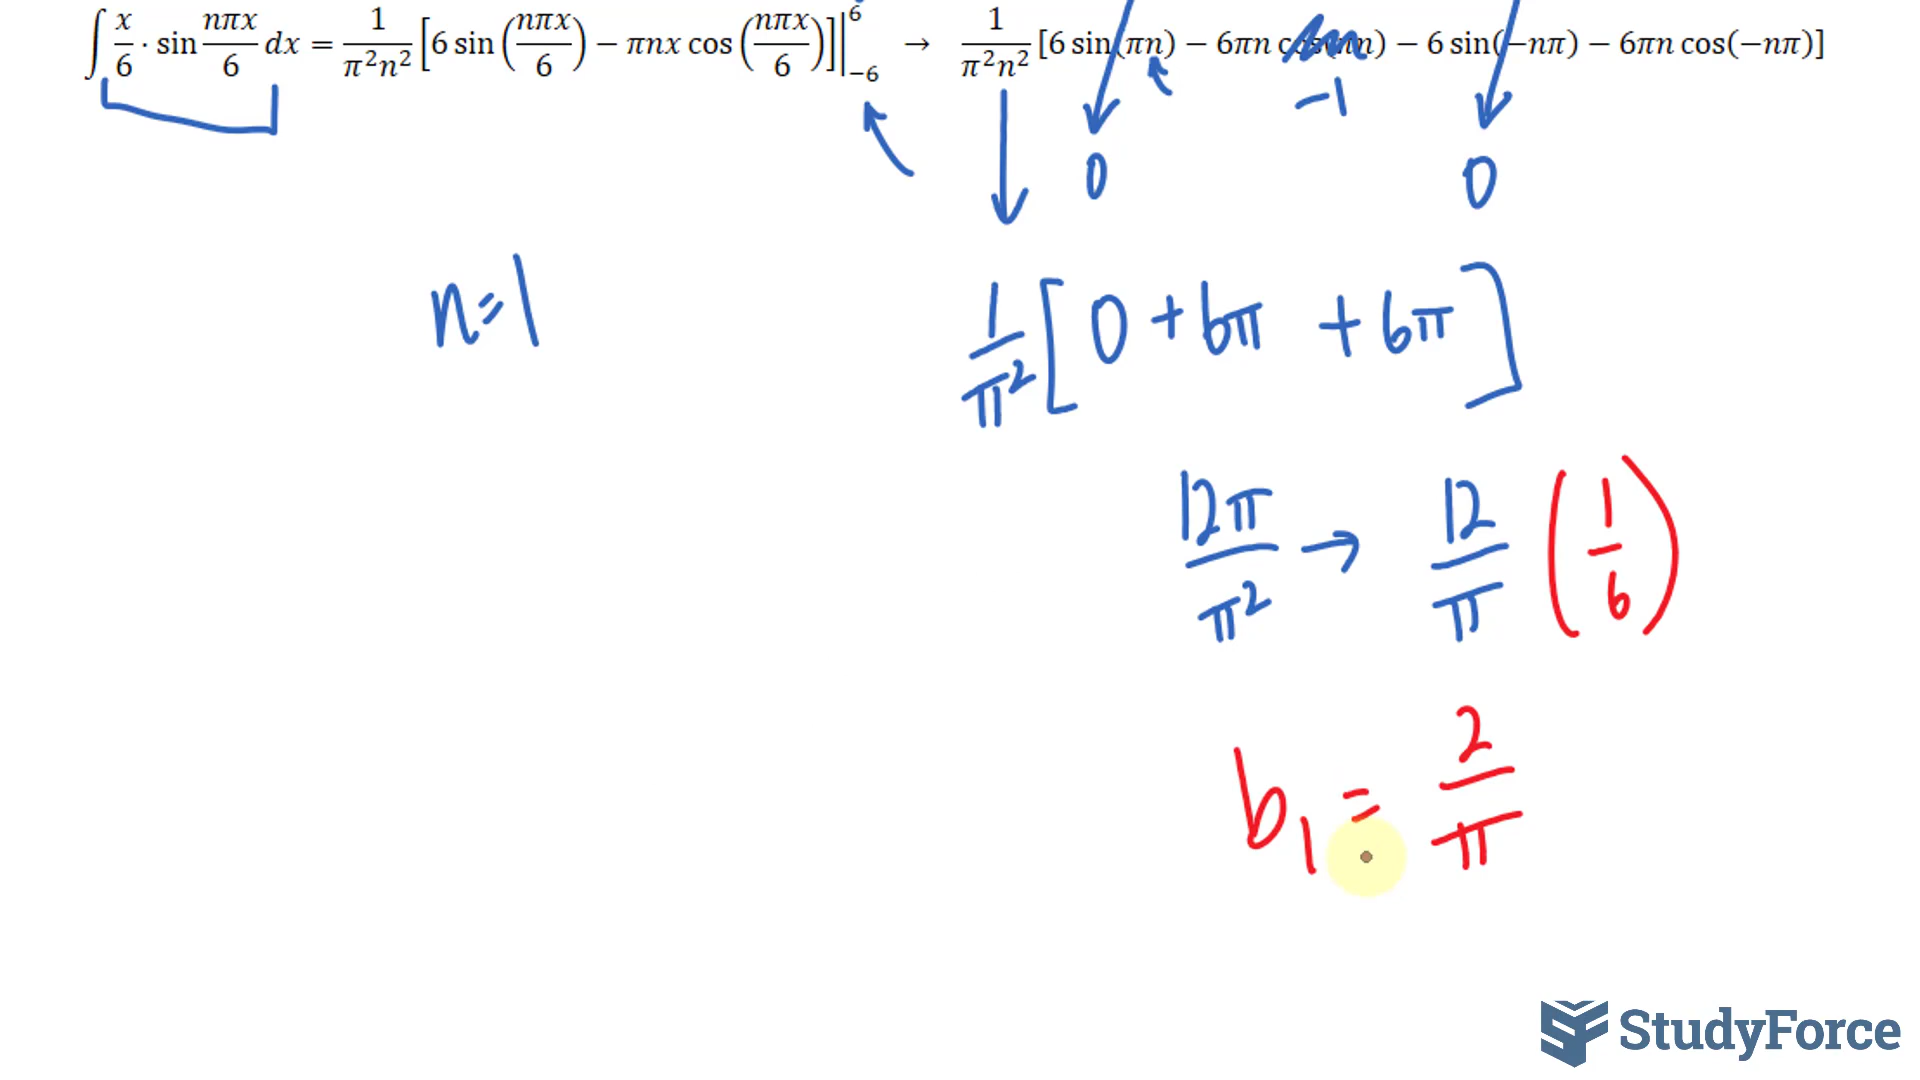 ∫ x/6 · sin nπx/6 dx = 1/π²n² [6 sin (nπx/6) − πnx cos (nπx/6)]|₋₆⁶ → 1/π²n² [6 sin(πn) − 6πn cos(πn) − 6 sin(−nπ) − 6πn cos(−nπ)]
−1
0 0
n=1
1/π² [0 + 6π + 6π]
12π/π² → 12/π (1/6)
b₁ = 2/π
StudyForce